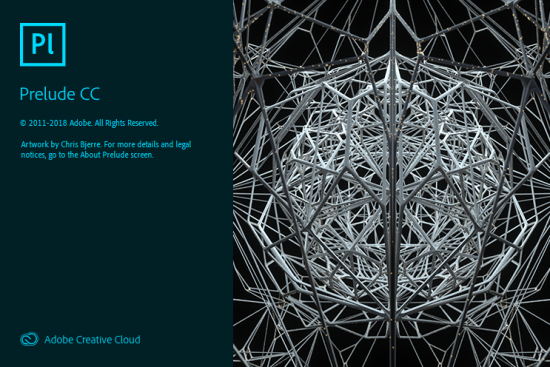 Pl
Prelude CC
© 2011-2018 Adobe. All Rights Reserved.
Artwork by Chris Bjerre. For more details and legal
notices, go to the About Prelude screen.
Adobe Creative Cloud